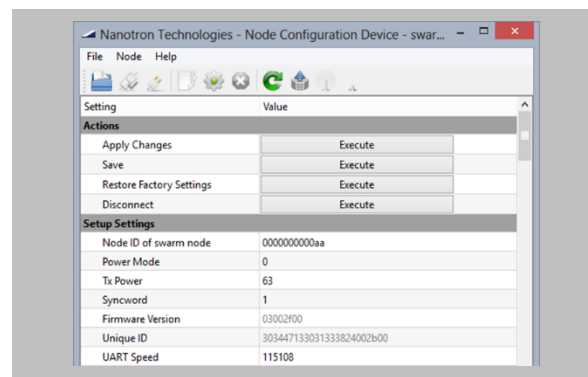 Nanotron Technologies - Node Configuration Device - swar...
File Node Help
Setting Value
Actions
Apply Changes Execute
Save Execute
Restore Factory Settings Execute
Disconnect Execute
Setup Settings
Node ID of swarm node 0000000000aa
Power Mode 0
Tx Power 63
Syncword 1
Firmware Version 03002f00
Unique ID 303447133031333824002b00
UART Speed 115108